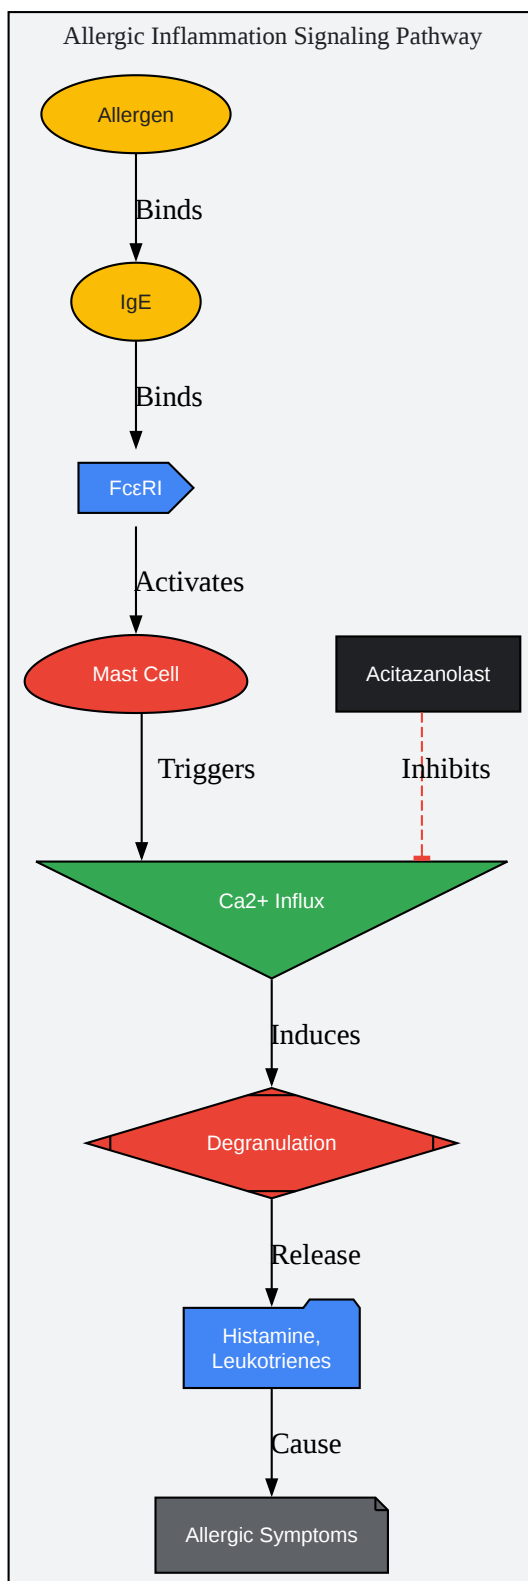 Allergic Inflammation Signaling Pathway
Allergen
Binds
IgE
Binds
FcεRI
Activates
Mast Cell
Acitazanolast
Triggers
Inhibits
Ca2+ Influx
Induces
Degranulation
Release
Histamine,
Leukotrienes
Cause
Allergic Symptoms